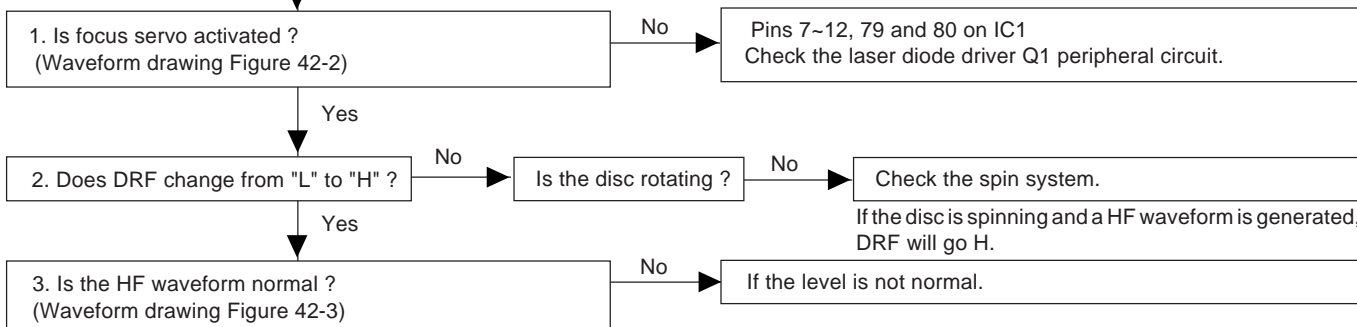 1. Is focus servo activated ?
(Waveform drawing Figure 42-2)
No
Pins 7~12, 79 and 80 on IC1
Check the laser diode driver Q1 peripheral circuit.
Yes
2. Does DRF change from "L" to "H" ?
No
Is the disc rotating ?
No
Check the spin system.
If the disc is spinning and a HF waveform is generated,
DRF will go H.
Yes
3. Is the HF waveform normal ?
(Waveform drawing Figure 42-3)
No
If the level is not normal.